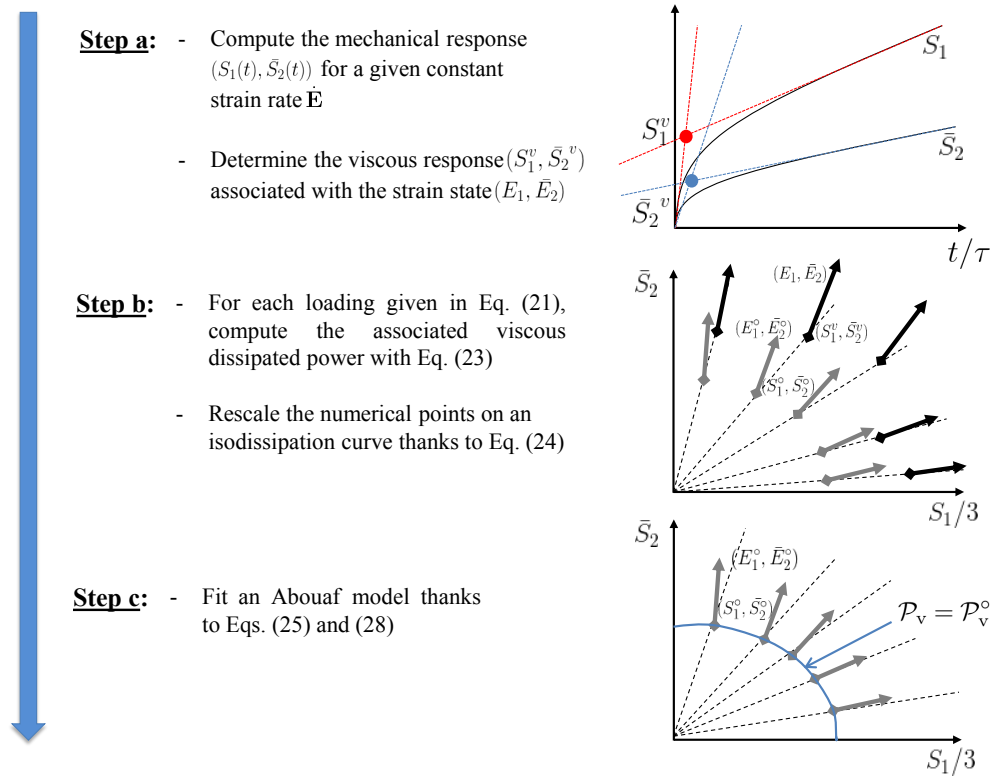 Step a: - Compute the mechanical response
(S₁(t), S̄₂(t)) for a given constant
strain rate Ė
- Determine the viscous response (S₁ᵛ, S̄₂ᵛ)
associated with the strain state (E₁, Ē₂)
S₁
S₁ᵛ
S̄₂
S̄₂ᵛ
t/τ
Step b: - For each loading given in Eq. (21),
compute the associated viscous
dissipated power with Eq. (23)
- Rescale the numerical points on an
isodissipation curve thanks to Eq. (24)
S̄₂
(E₁, Ē₂)
(E₁°, Ē₂°)
(S₁ᵛ, S̄₂ᵛ)
(S₁°, S̄₂°)
S₁/3
Step c: - Fit an Abouaf model thanks
to Eqs. (25) and (28)
S̄₂
(E₁°, Ē₂°)
(S₁°, S̄₂°)
𝒫ᵥ = 𝒫ᵥ°
S₁/3